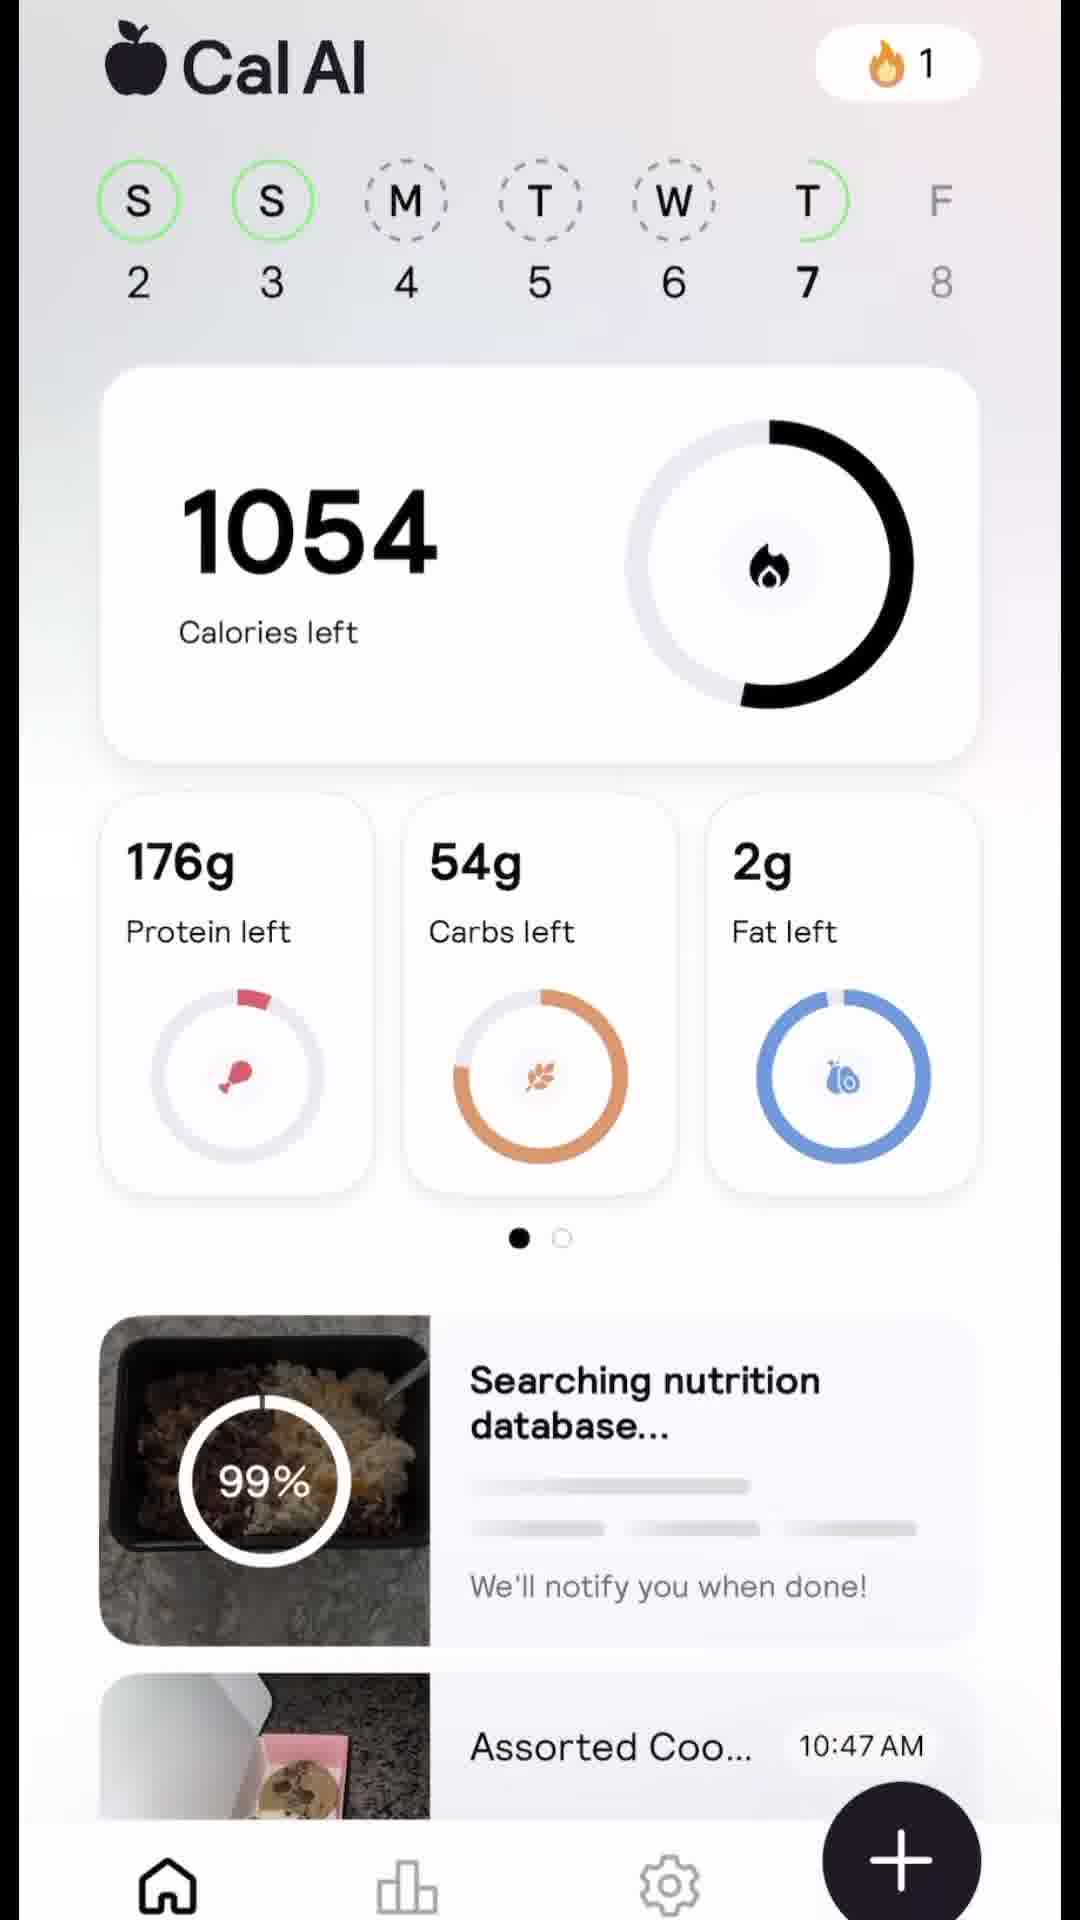 Cal AI
1
S S M T W T F
2 3 4 5 6 7 8
1054
Calories left
176g
Protein left
54g
Carbs left
2g
Fat left
99%
Searching nutrition
database...
We'll notify you when done!
Assorted Coo...
10:47 AM